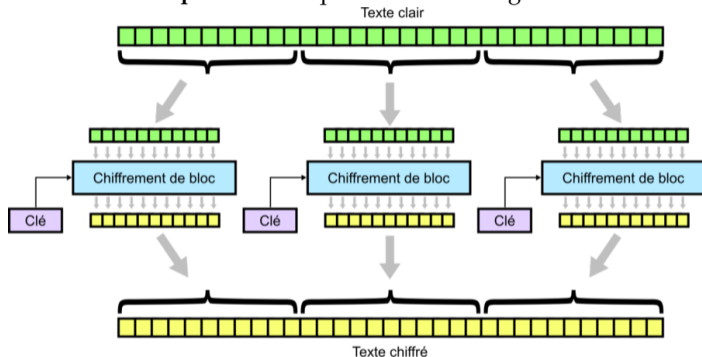 Texte clair
Chiffrement de bloc
Chiffrement de bloc
Chiffrement de bloc
Clé
Clé
Clé
Texte chiffré